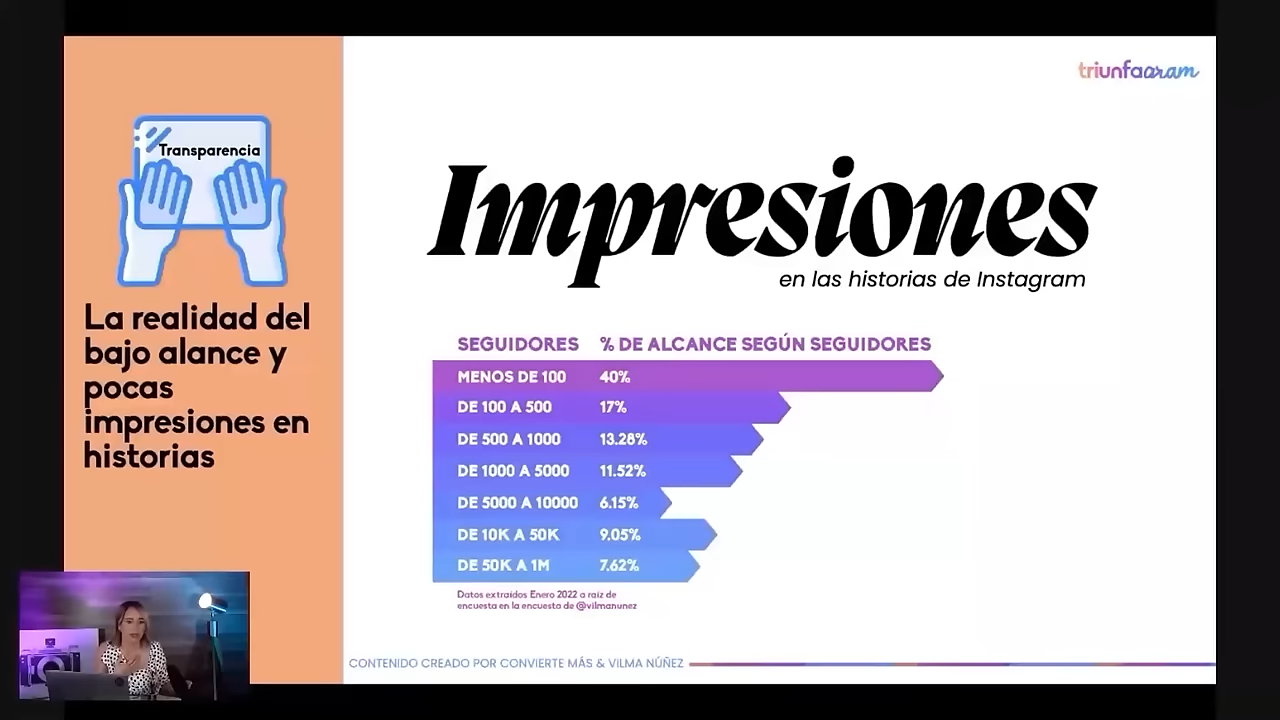 triunfagram
Transparencia
La realidad del
bajo alance y
pocas
impresiones en
historias
Impresiones
en las historias de Instagram
SEGUIDORES % DE ALCANCE SEGÚN SEGUIDORES
MENOS DE 100 40%
DE 100 A 500 17%
DE 500 A 1000 13.28%
DE 1000 A 5000 11.52%
DE 5000 A 10000 6.15%
DE 10K A 50K 9.05%
DE 50K A 1M 7.62%
Datos extraídos Enero 2022 a raíz de
encuesta en la encuesta de @vilmanunez
CONTENIDO CREADO POR CONVIERTE MÁS & VILMA NÚÑEZ